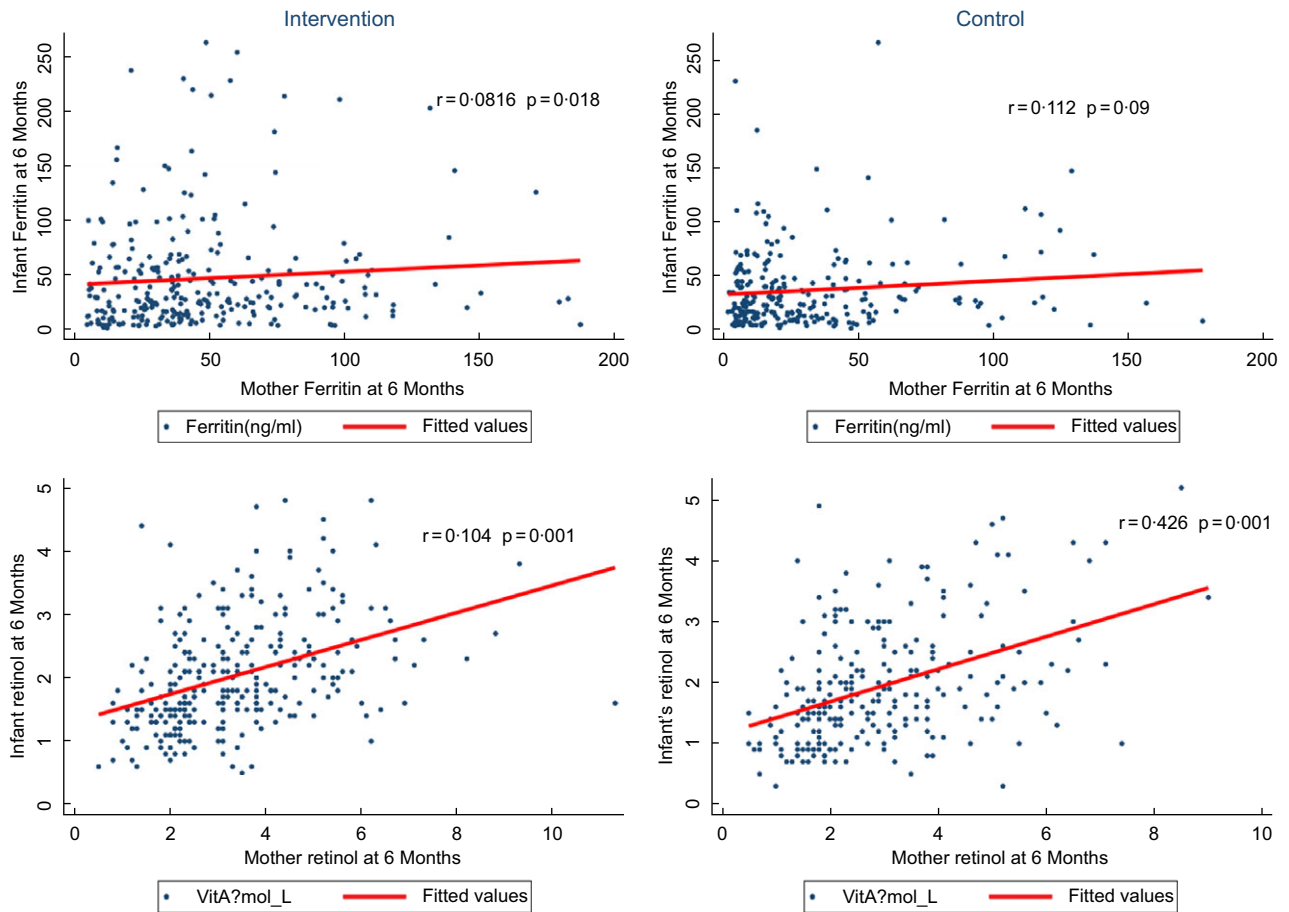 Intervention
Infant Ferritin at 6 Months
250
200
150
100
50
0
r=0·0816 p=0·018
0 50 100 150 200
Mother Ferritin at 6 Months
Ferritin(ng/ml) Fitted values
Control
Infant Ferritin at 6 Months
250
200
150
100
50
0
r=0·112 p=0·09
0 50 100 150 200
Mother Ferritin at 6 Months
Ferritin(ng/ml) Fitted values
Infant retinol at 6 Months
5
4
3
2
1
0
r=0·104 p=0·001
0 2 4 6 8 10
Mother retinol at 6 Months
VitA?mol_L Fitted values
Infant's retinol at 6 Months
5
4
3
2
1
0
r=0·426 p=0·001
0 2 4 6 8 10
Mother retinol at 6 Months
VitA?mol_L Fitted values